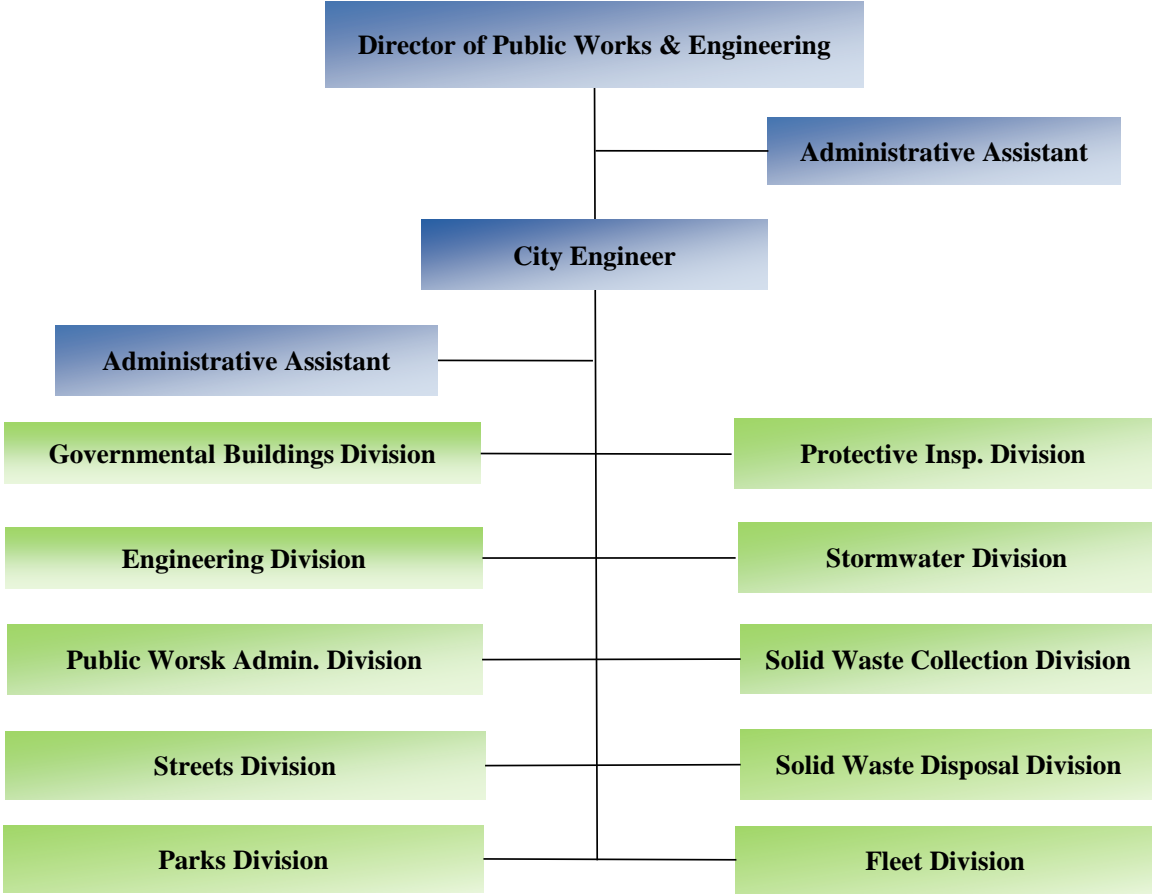 Director of Public Works & Engineering
Administrative Assistant
City Engineer
Administrative Assistant
Governmental Buildings Division
Protective Insp. Division
Engineering Division
Stormwater Division
Public Worsk Admin. Division
Solid Waste Collection Division
Streets Division
Solid Waste Disposal Division
Parks Division
Fleet Division